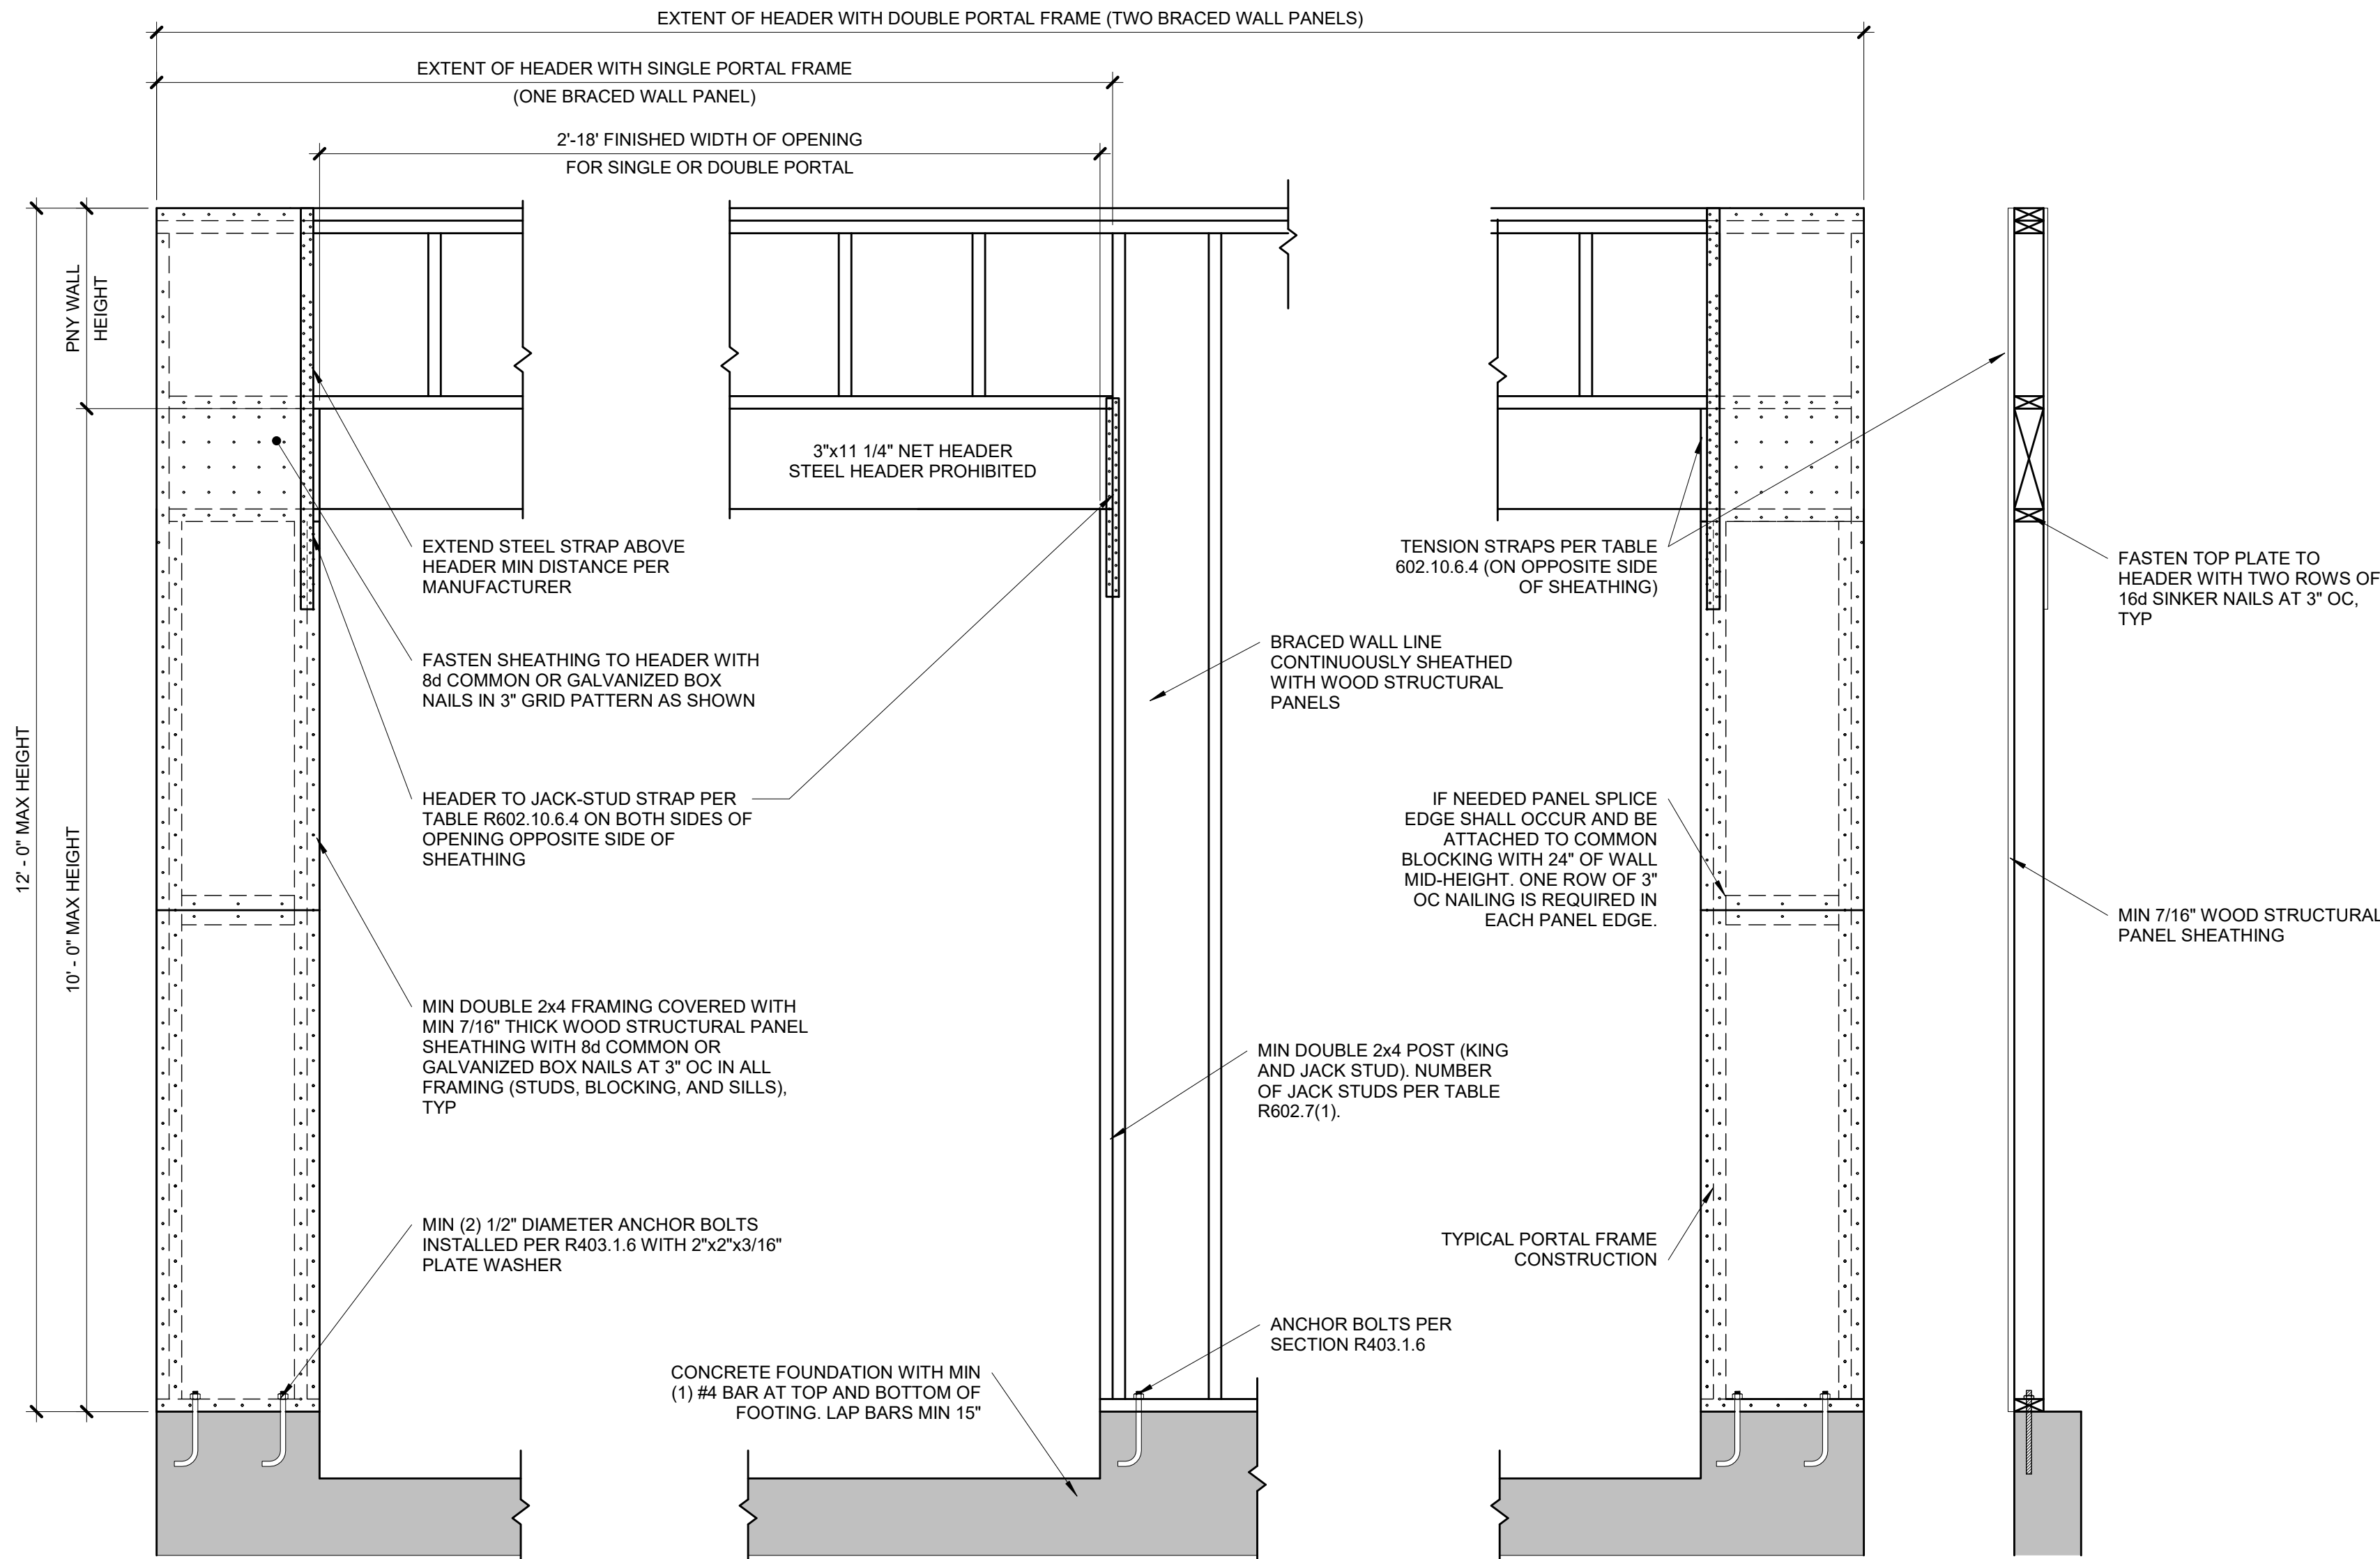 EXTENT OF HEADER WITH DOUBLE PORTAL FRAME (TWO BRACED WALL PANELS)
EXTENT OF HEADER WITH SINGLE PORTAL FRAME
(ONE BRACED WALL PANEL)
2'-18' FINISHED WIDTH OF OPENING
FOR SINGLE OR DOUBLE PORTAL
PNY WALL
HEIGHT
12' - 0" MAX HEIGHT
10' - 0" MAX HEIGHT
3"x11 1/4" NET HEADER
STEEL HEADER PROHIBITED
EXTEND STEEL STRAP ABOVE
HEADER MIN DISTANCE PER
MANUFACTURER
FASTEN SHEATHING TO HEADER WITH
8d COMMON OR GALVANIZED BOX
NAILS IN 3" GRID PATTERN AS SHOWN
HEADER TO JACK-STUD STRAP PER
TABLE R602.10.6.4 ON BOTH SIDES OF
OPENING OPPOSITE SIDE OF
SHEATHING
MIN DOUBLE 2x4 FRAMING COVERED WITH
MIN 7/16" THICK WOOD STRUCTURAL PANEL
SHEATHING WITH 8d COMMON OR
GALVANIZED BOX NAILS AT 3" OC IN ALL
FRAMING (STUDS, BLOCKING, AND SILLS),
TYP
MIN (2) 1/2" DIAMETER ANCHOR BOLTS
INSTALLED PER R403.1.6 WITH 2"x2"x3/16"
PLATE WASHER
CONCRETE FOUNDATION WITH MIN
(1) #4 BAR AT TOP AND BOTTOM OF
FOOTING. LAP BARS MIN 15"
TENSION STRAPS PER TABLE
602.10.6.4 (ON OPPOSITE SIDE
OF SHEATHING)
BRACED WALL LINE
CONTINUOUSLY SHEATHED
WITH WOOD STRUCTURAL
PANELS
IF NEEDED PANEL SPLICE
EDGE SHALL OCCUR AND BE
ATTACHED TO COMMON
BLOCKING WITH 24" OF WALL
MID-HEIGHT. ONE ROW OF 3"
OC NAILING IS REQUIRED IN
EACH PANEL EDGE.
MIN DOUBLE 2x4 POST (KING
AND JACK STUD). NUMBER
OF JACK STUDS PER TABLE
R602.7(1).
TYPICAL PORTAL FRAME
CONSTRUCTION
ANCHOR BOLTS PER
SECTION R403.1.6
FASTEN TOP PLATE TO
HEADER WITH TWO ROWS OF
16d SINKER NAILS AT 3" OC,
TYP
MIN 7/16" WOOD STRUCTURAL
PANEL SHEATHING